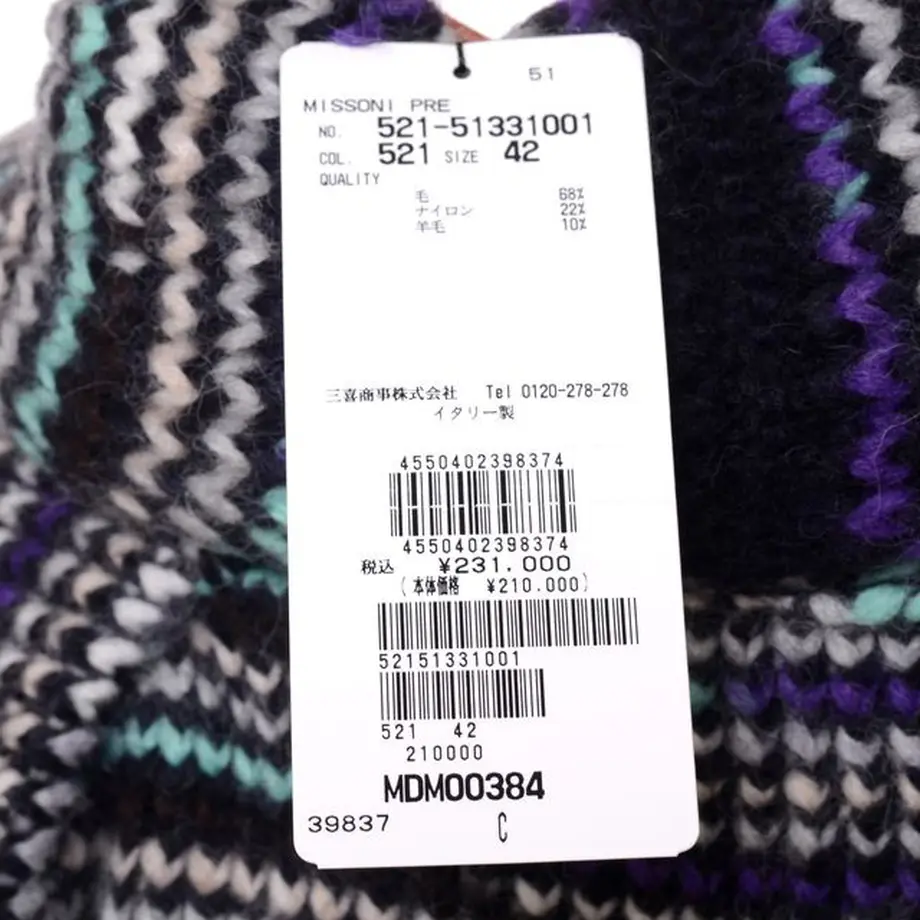 51
MISSONI PRE
NO. 521-51331001
COL. 521 SIZE 42
QUALITY
毛 68%
ナイロン 22%
羊毛 10%
三喜商事株式会社 Tel 0120-278-278
イタリー製
4550402398374
4550402398374
税込 ¥231.000
(本体価格 ¥210.000)
52151331001
521 42
210000
MDM00384
39837 C